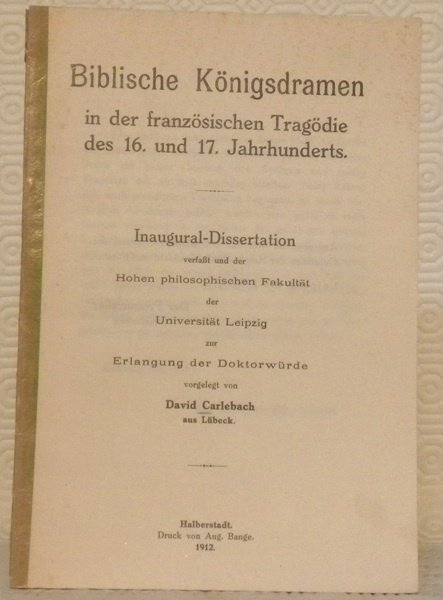 Biblische Königsdramen
in der französischen Tragödie
des 16. und 17. Jahrhunderts.
Inaugural-Dissertation
verfaßt und der
Hohen philosophischen Fakultät
der
Universität Leipzig
zur
Erlangung der Doktorwürde
vorgelegt von
David Carlebach
aus Lübeck.
Halberstadt.
Druck von Aug. Bange.
1912.